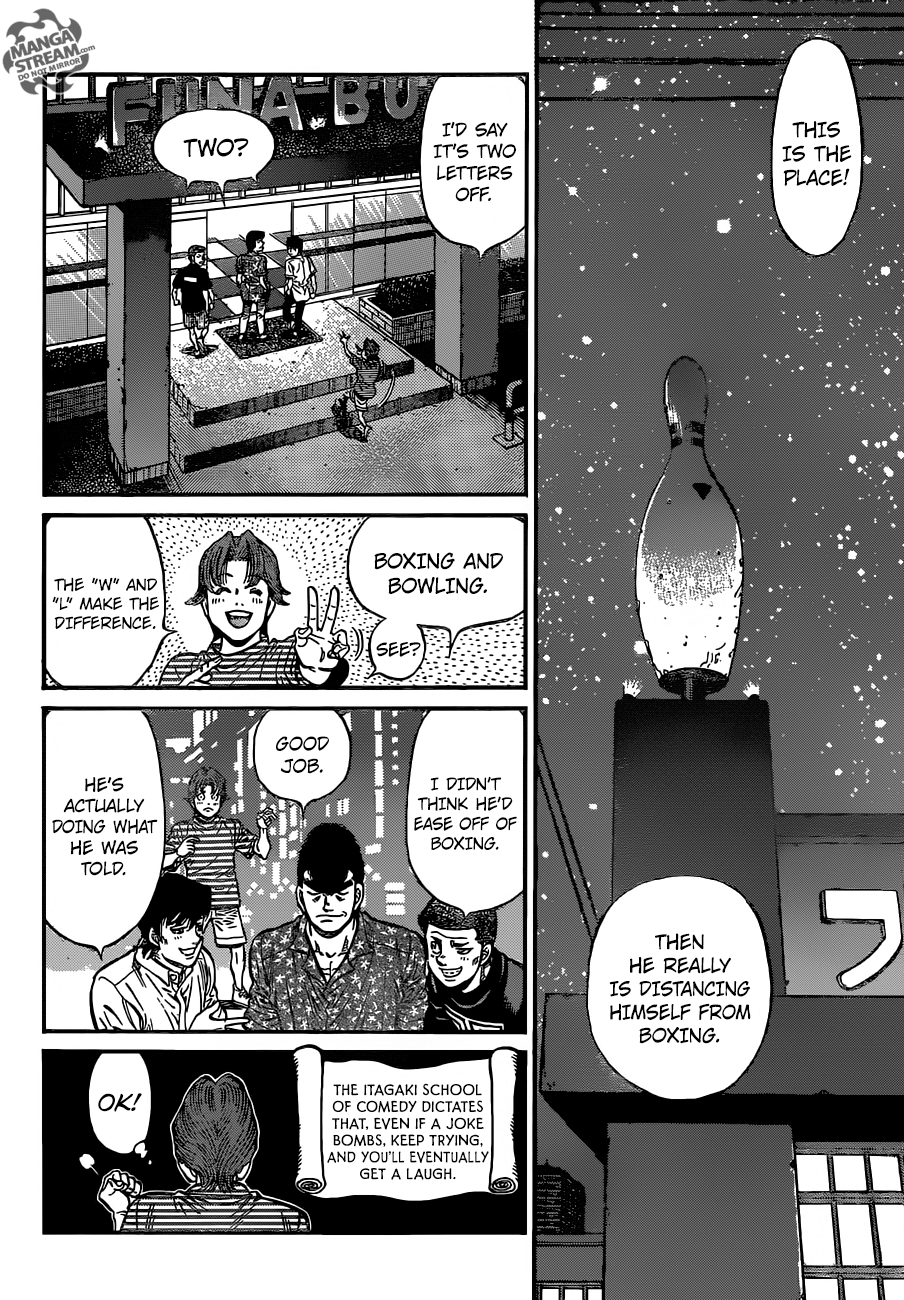 MANGA
STREAM.com
DO NOT MIRROR
THIS
IS THE
PLACE!
THEN
HE REALLY
IS DISTANCING
HIMSELF FROM
BOXING.
フ
FUNA BU
I'D SAY
IT'S TWO
LETTERS
OFF.
TWO?
BOXING AND
BOWLING.
SEE?
THE "W" AND
"L" MAKE THE
DIFFERENCE.
I DIDN'T
THINK HE'D
EASE OFF OF
BOXING.
GOOD
JOB.
HE'S
ACTUALLY
DOING WHAT
HE WAS
TOLD.
THE ITAGAKI SCHOOL
OF COMEDY DICTATES
THAT, EVEN IF A JOKE
BOMBS, KEEP TRYING,
AND YOU'LL EVENTUALLY
GET A LAUGH.
OK!